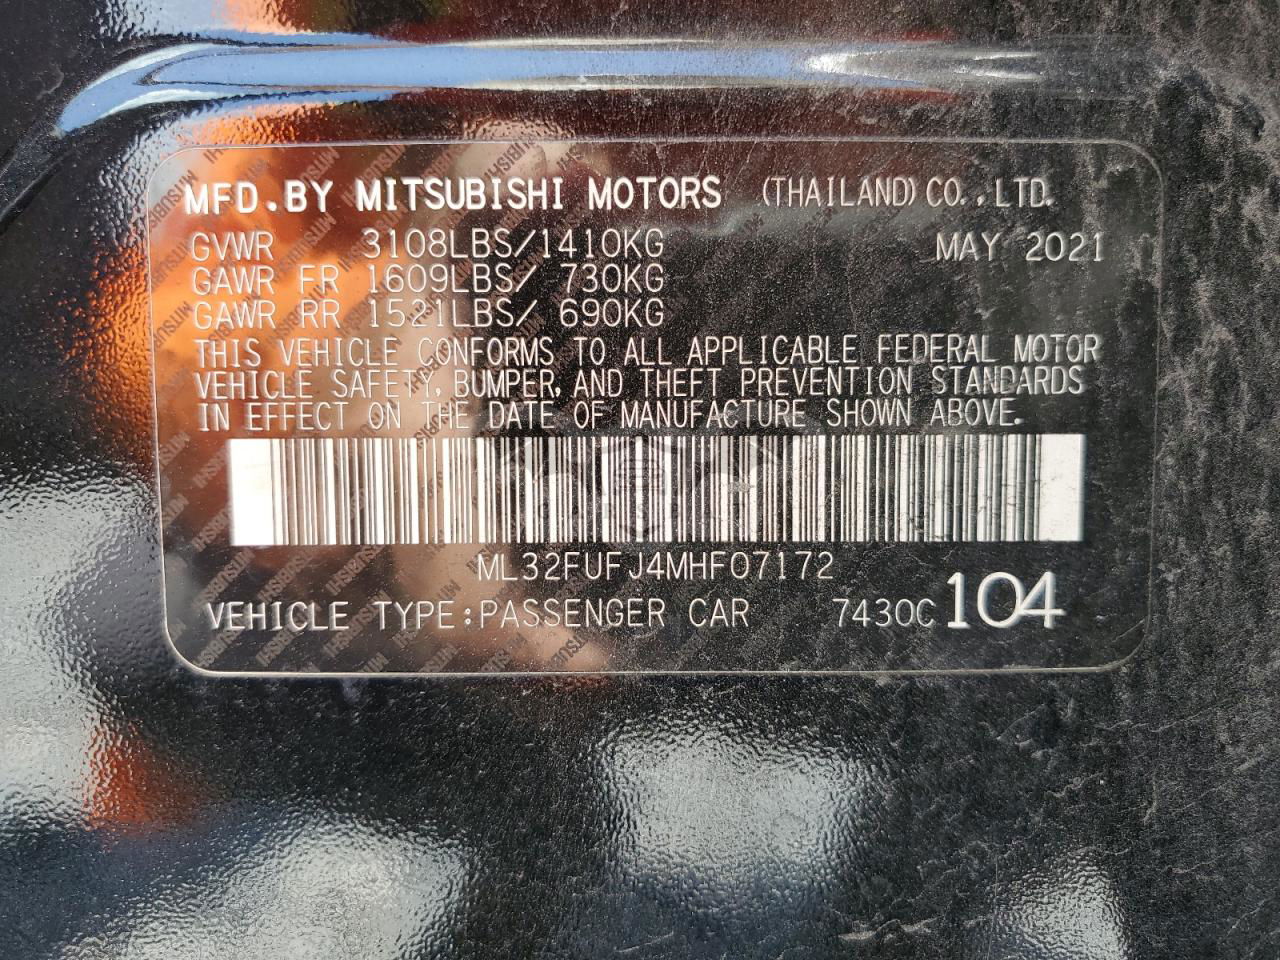 MFD.BY MITSUBISHI MOTORS (THAILAND) CO.,LTD.
GVWR 3108LBS/1410KG MAY 2021
GAWR FR 1609LBS/ 730KG
GAWR RR 1521LBS/ 690KG
THIS VEHICLE CONFORMS TO ALL APPLICABLE FEDERAL MOTOR
VEHICLE SAFETY, BUMPER, AND THEFT PREVENTION STANDARDS
IN EFFECT ON THE DATE OF MANUFACTURE SHOWN ABOVE.
ML32FUFJ4MHF07172
VEHICLE TYPE:PASSENGER CAR 7430C 104